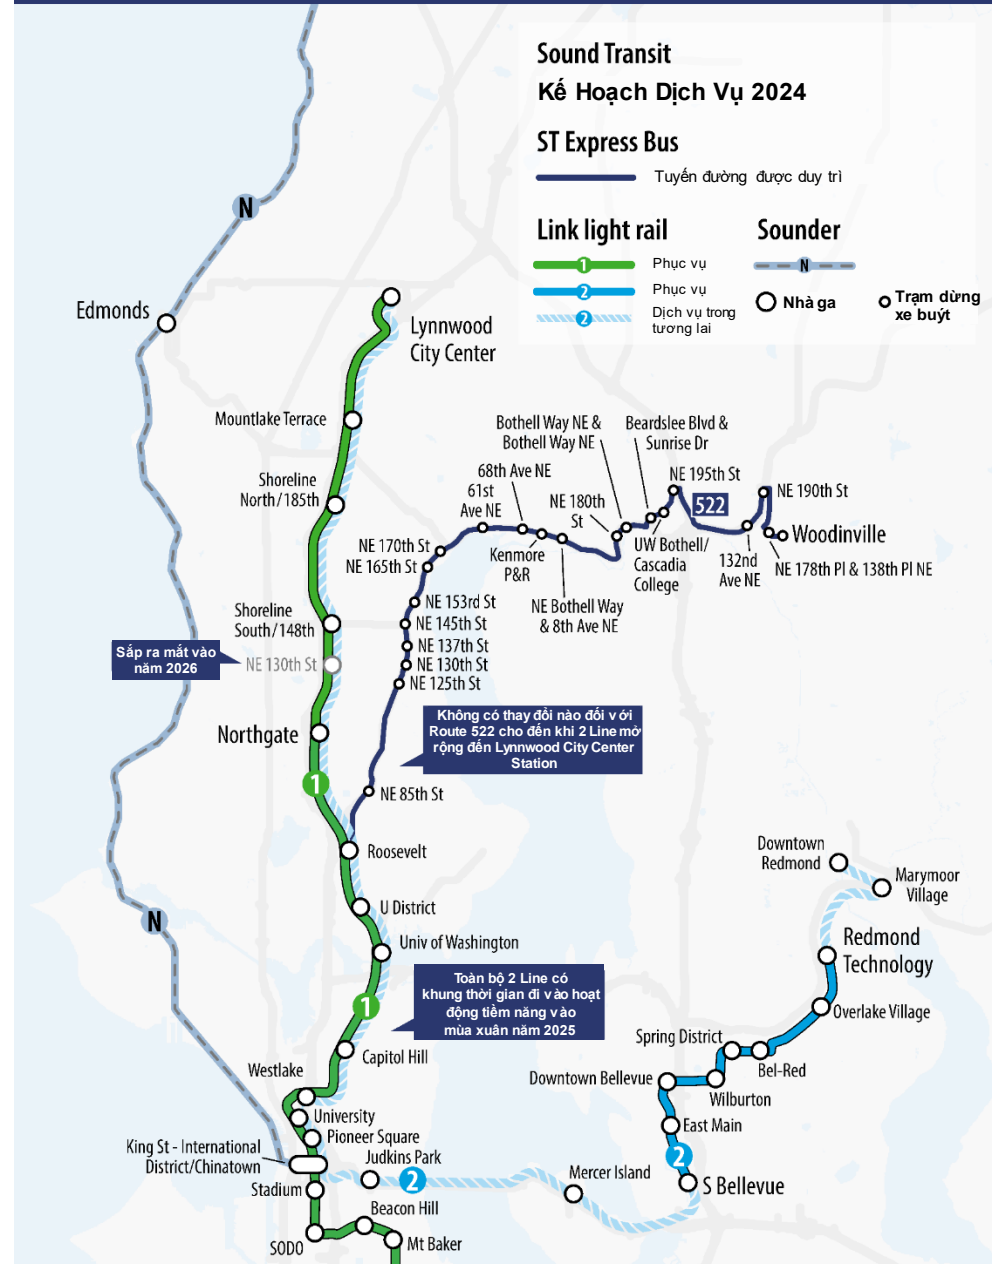 Sound Transit
Kế Hoạch Dịch Vụ 2024
ST Express Bus
Tuyến đường được duy trì
Link light rail
1
Phục vụ
2
Phục vụ
2
Dịch vụ trong
tương lai
Sounder
N
Nhà ga
Trạm dừng
xe buýt
N
Edmonds
Lynnwood
City Center
Mountlake Terrace
Shoreline
North/185th
Shoreline
South/148th
Sắp ra mắt vào
năm 2026
NE 130th St
Northgate
1
Bothell Way NE &
Bothell Way NE
Beardslee Blvd &
Sunrise Dr
68th Ave NE
61st
Ave NE
NE 180th
St
NE 195th St
522
NE 190th St
Woodinville
NE 170th St
NE 165th St
Kenmore
P&R
UW Bothell/
Cascadia
College
132nd
Ave NE
NE 178th Pl & 138th Pl NE
NE Bothell Way
& 8th Ave NE
NE 153rd St
NE 145th St
NE 137th St
NE 130th St
NE 125th St
Không có thay đổi nào đối với
Route 522 cho đến khi 2 Line mở
rộng đến Lynnwood City Center
Station
NE 85th St
Roosevelt
U District
N
Univ of Washington
Toàn bộ 2 Line có
khung thời gian đi vào hoạt
động tiềm năng vào
mùa xuân năm 2025
1
Capitol Hill
Westlake
University
Pioneer Square
King St - International
District/Chinatown
Judkins Park
2
Stadium
Beacon Hill
SODO
Mt Baker
Mercer Island
Downtown
Redmond
Marymoor
Village
Redmond
Technology
Overlake Village
Spring District
Bel-Red
Downtown Bellevue
Wilburton
East Main
2
S Bellevue